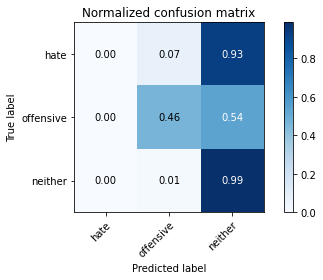 Normalized confusion matrix
True label
hate 0.00 0.07 0.93
offensive 0.00 0.46 0.54
neither 0.00 0.01 0.99
hate offensive neither
Predicted label
0.8
0.6
0.4
0.2
0.0